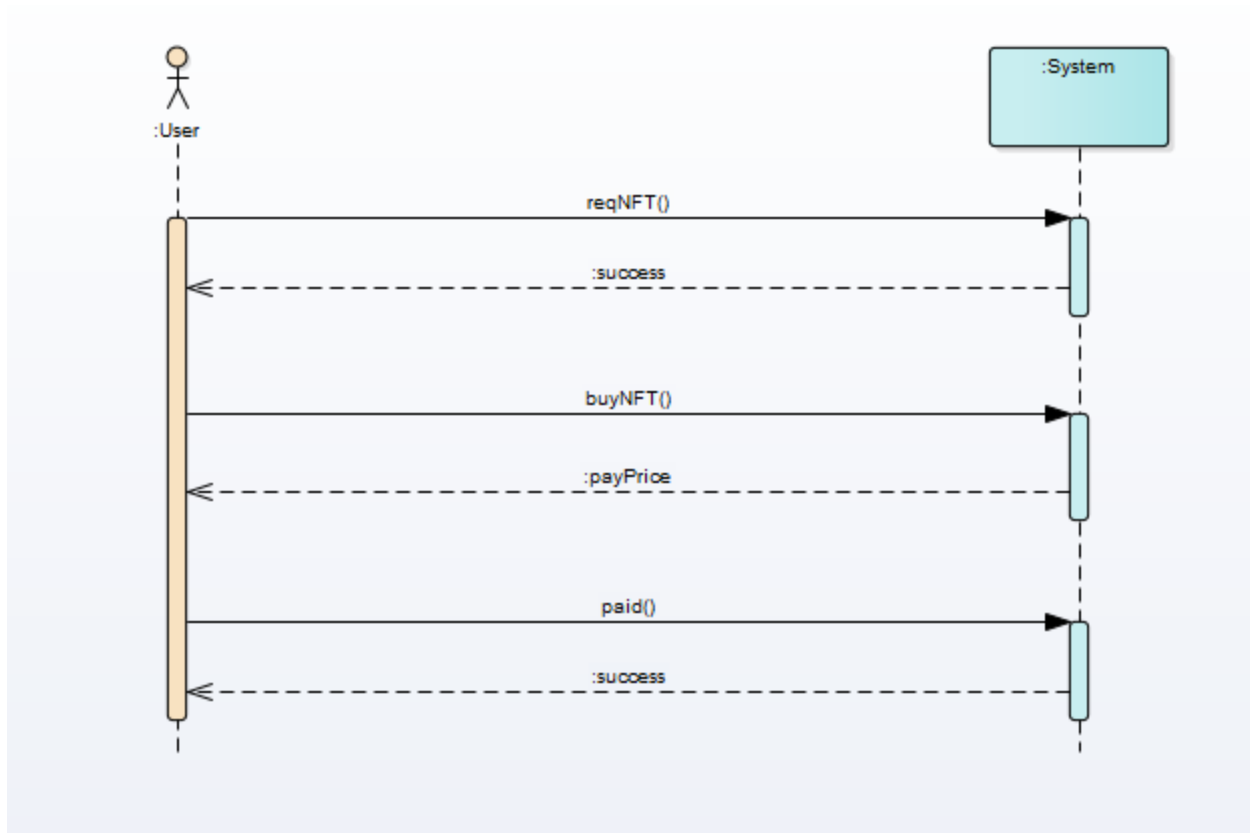 :User
:System
reqNFT()
:success
buyNFT()
:payPrice
paid()
:success